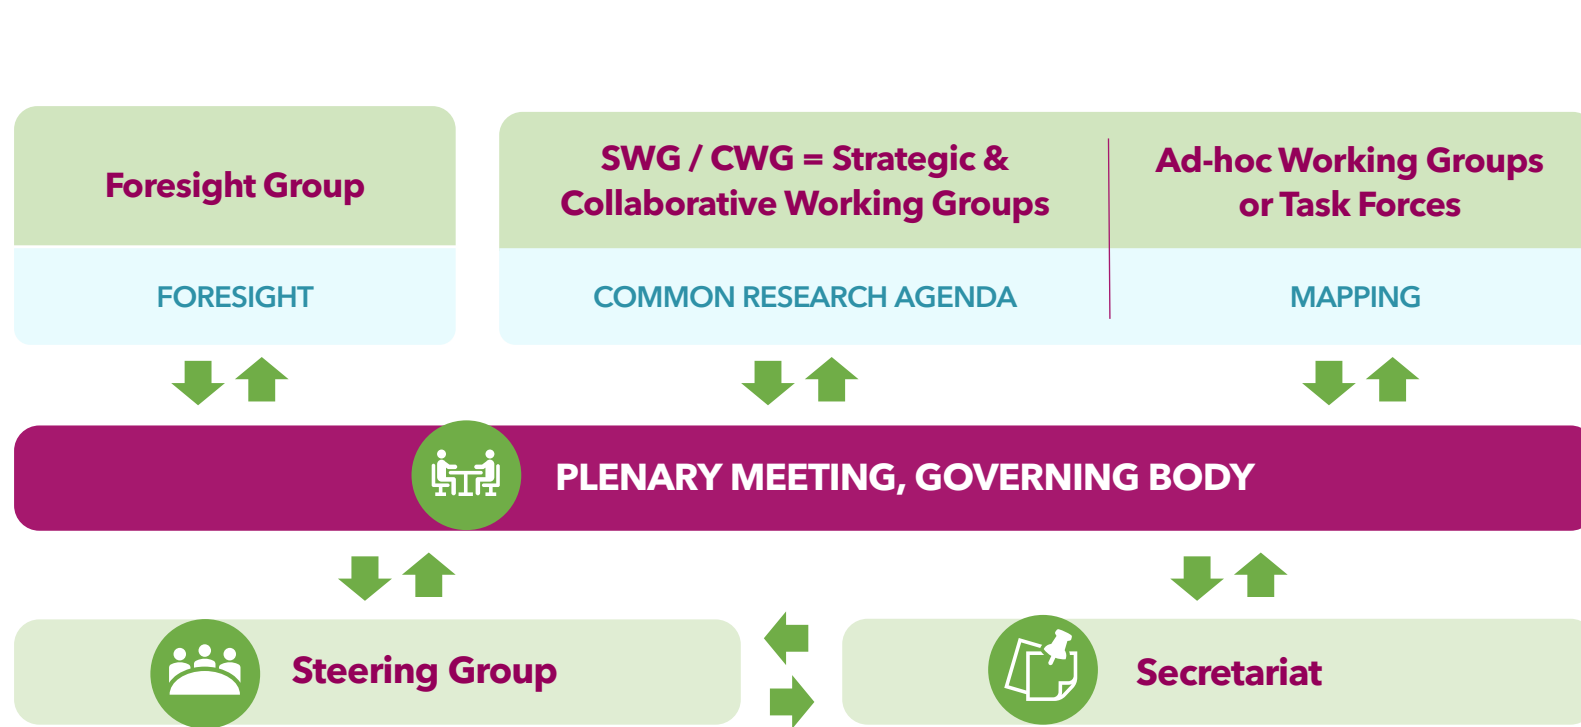 Foresight Group
FORESIGHT
SWG / CWG = Strategic &
Collaborative Working Groups
COMMON RESEARCH AGENDA
Ad-hoc Working Groups
or Task Forces
MAPPING
PLENARY MEETING, GOVERNING BODY
Steering Group
Secretariat